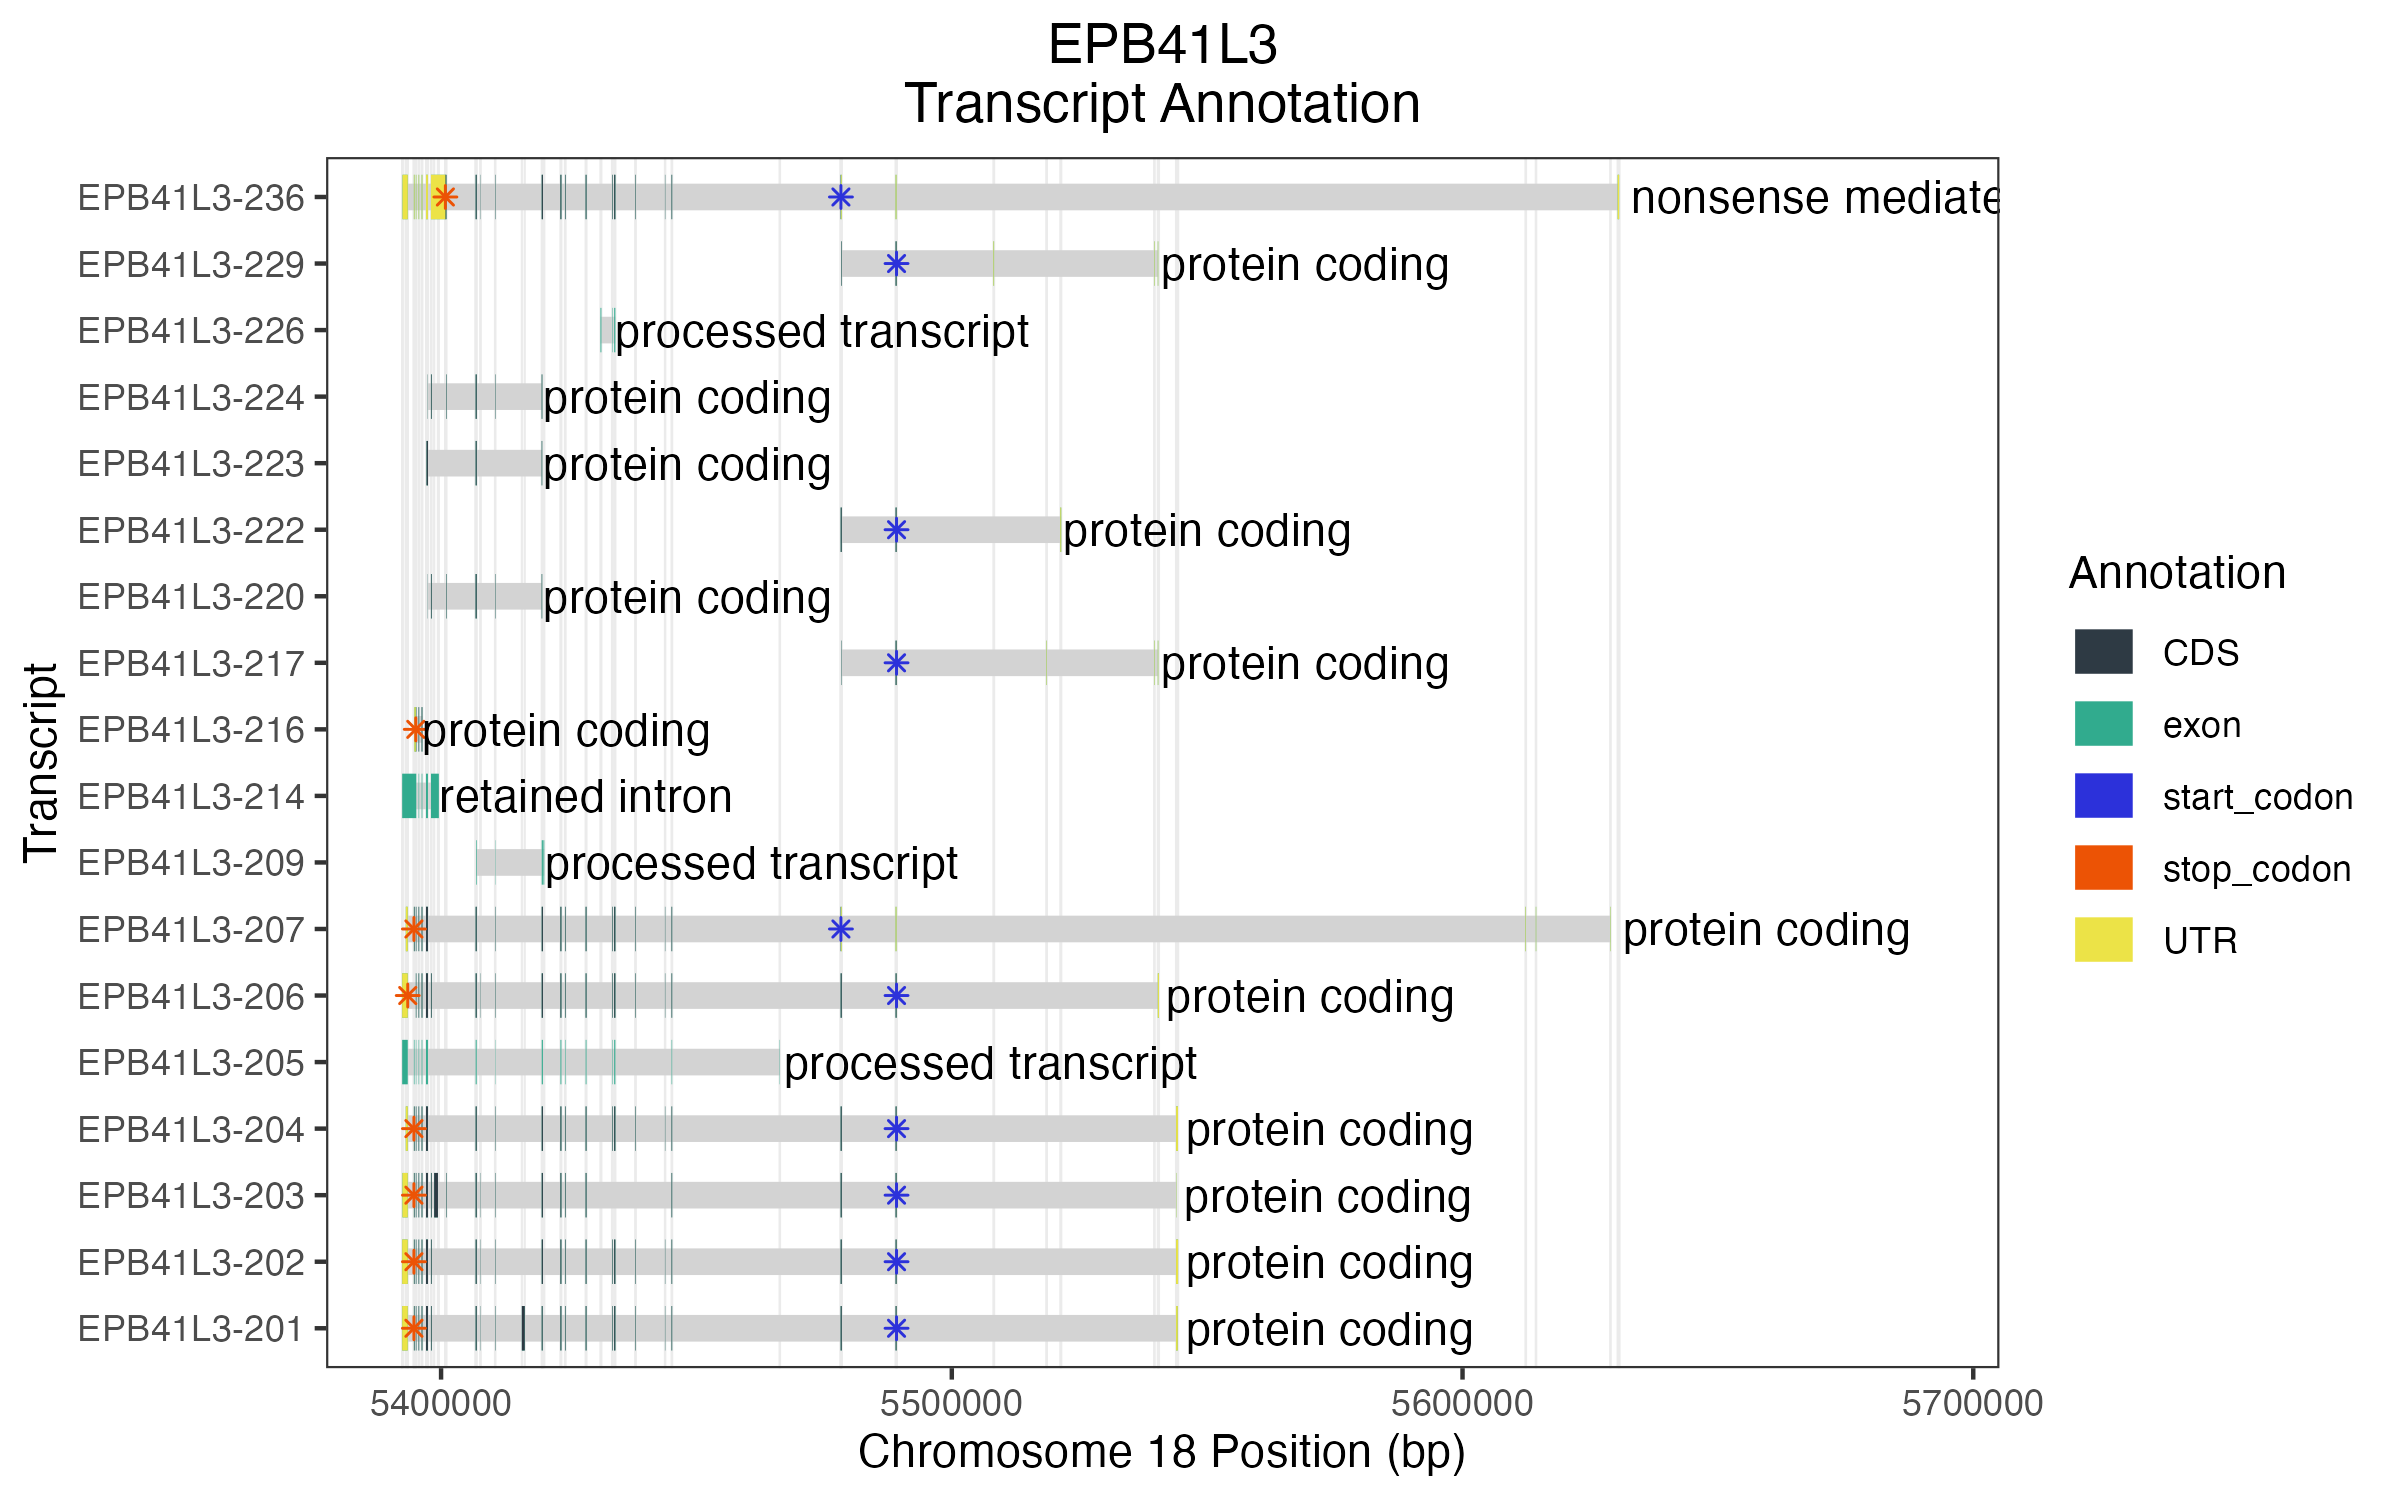 EPB41L3
Transcript Annotation
EPB41L3-236 nonsense mediate
EPB41L3-229 protein coding
EPB41L3-226 processed transcript
EPB41L3-224 protein coding
EPB41L3-223 protein coding
EPB41L3-222 protein coding
EPB41L3-220 protein coding
EPB41L3-217 protein coding
EPB41L3-216 protein coding
EPB41L3-214 retained intron
EPB41L3-209 processed transcript
EPB41L3-207 protein coding
EPB41L3-206 protein coding
EPB41L3-205 processed transcript
EPB41L3-204 protein coding
EPB41L3-203 protein coding
EPB41L3-202 protein coding
EPB41L3-201 protein coding
Transcript
5400000 5500000 5600000 5700000
Chromosome 18 Position (bp)
Annotation
CDS
exon
start_codon
stop_codon
UTR